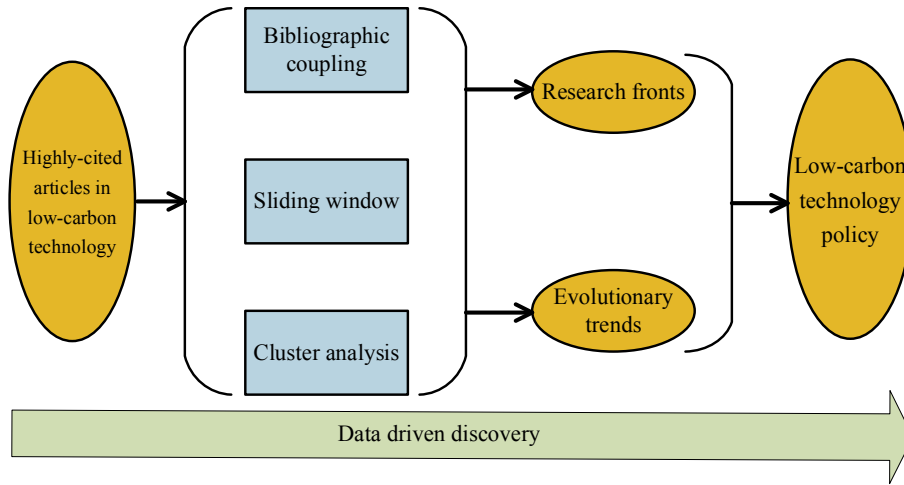 Highly-cited
articles in
low-carbon
technology
Bibliographic
coupling
Sliding window
Cluster analysis
Research fronts
Evolutionary
trends
Low-carbon
technology
policy
Data driven discovery